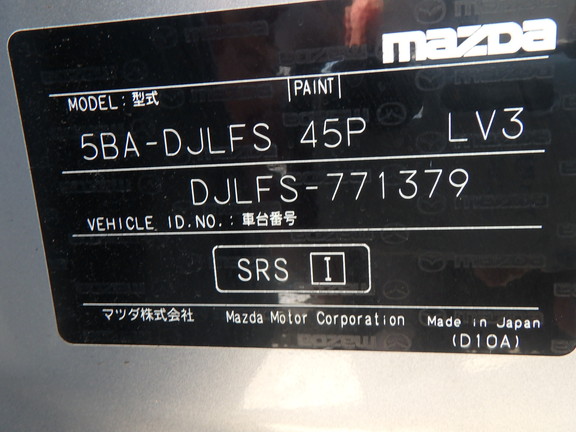 mazda
MODEL:型式 PAINT
5BA-DJLFS 45P LV3
DJLFS-771379
VEHICLE ID.NO.:車台番号
SRS I
マツダ株式会社 Mazda Motor Corporation Made in Japan
(D10A)